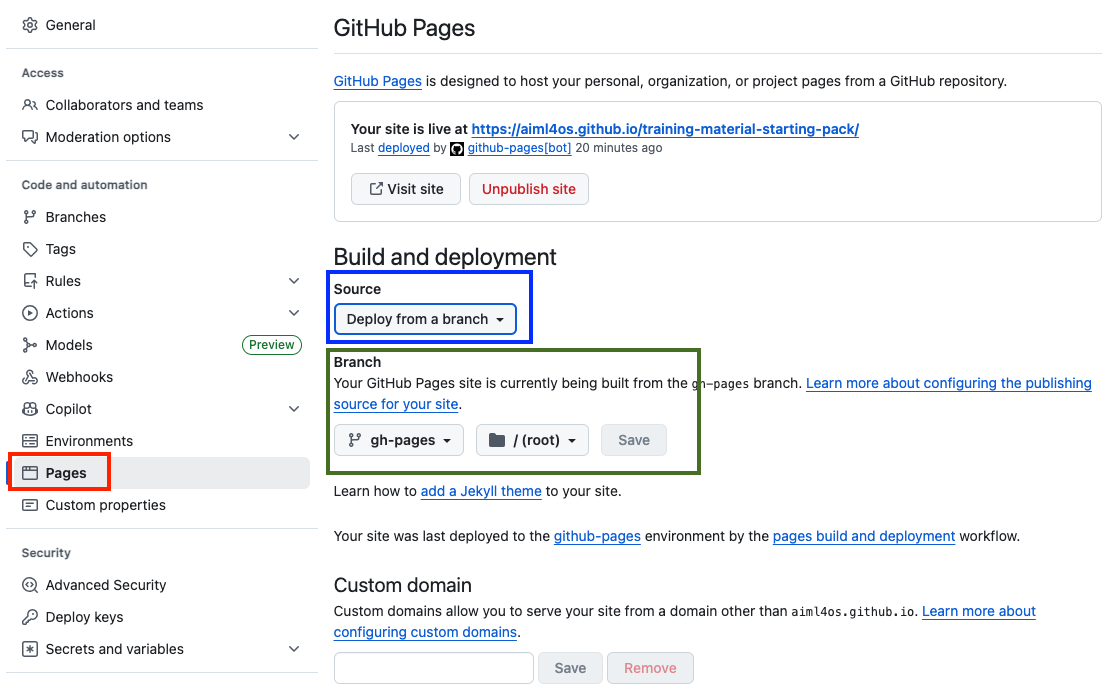 General
Access
Collaborators and teams
Moderation options
Code and automation
Branches
Tags
Rules
Actions
Models Preview
Webhooks
Copilot
Environments
Pages
Custom properties
Security
Advanced Security
Deploy keys
Secrets and variables
GitHub Pages
GitHub Pages is designed to host your personal, organization, or project pages from a GitHub repository.
Your site is live at https://aiml4os.github.io/training-material-starting-pack/
Last deployed by github-pages[bot] 20 minutes ago
Visit site Unpublish site
Build and deployment
Source
Deploy from a branch
Branch
Your GitHub Pages site is currently being built from the gh-pages branch. Learn more about configuring the publishing
source for your site.
gh-pages / (root) Save
Learn how to add a Jekyll theme to your site.
Your site was last deployed to the github-pages environment by the pages build and deployment workflow.
Custom domain
Custom domains allow you to serve your site from a domain other than aiml4os.github.io. Learn more about
configuring custom domains.
Save Remove